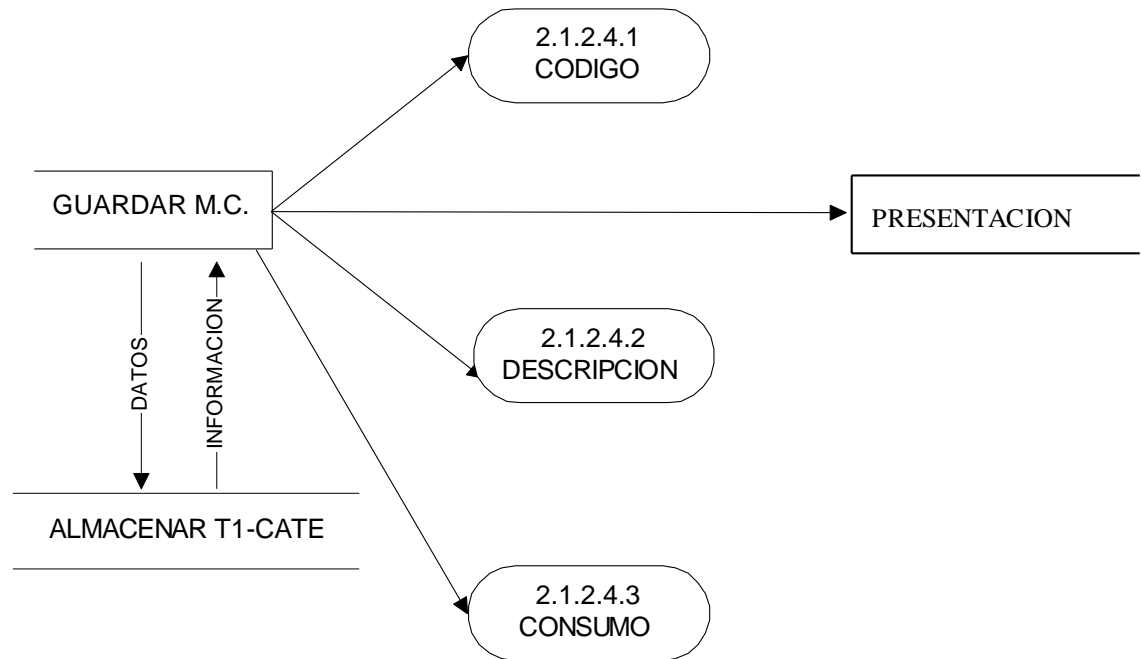 2.1.2.4.1
CODIGO
GUARDAR M.C.
PRESENTACION
DATOS
INFORMACION
2.1.2.4.2
DESCRIPCION
ALMACENAR T1-CATE
2.1.2.4.3
CONSUMO